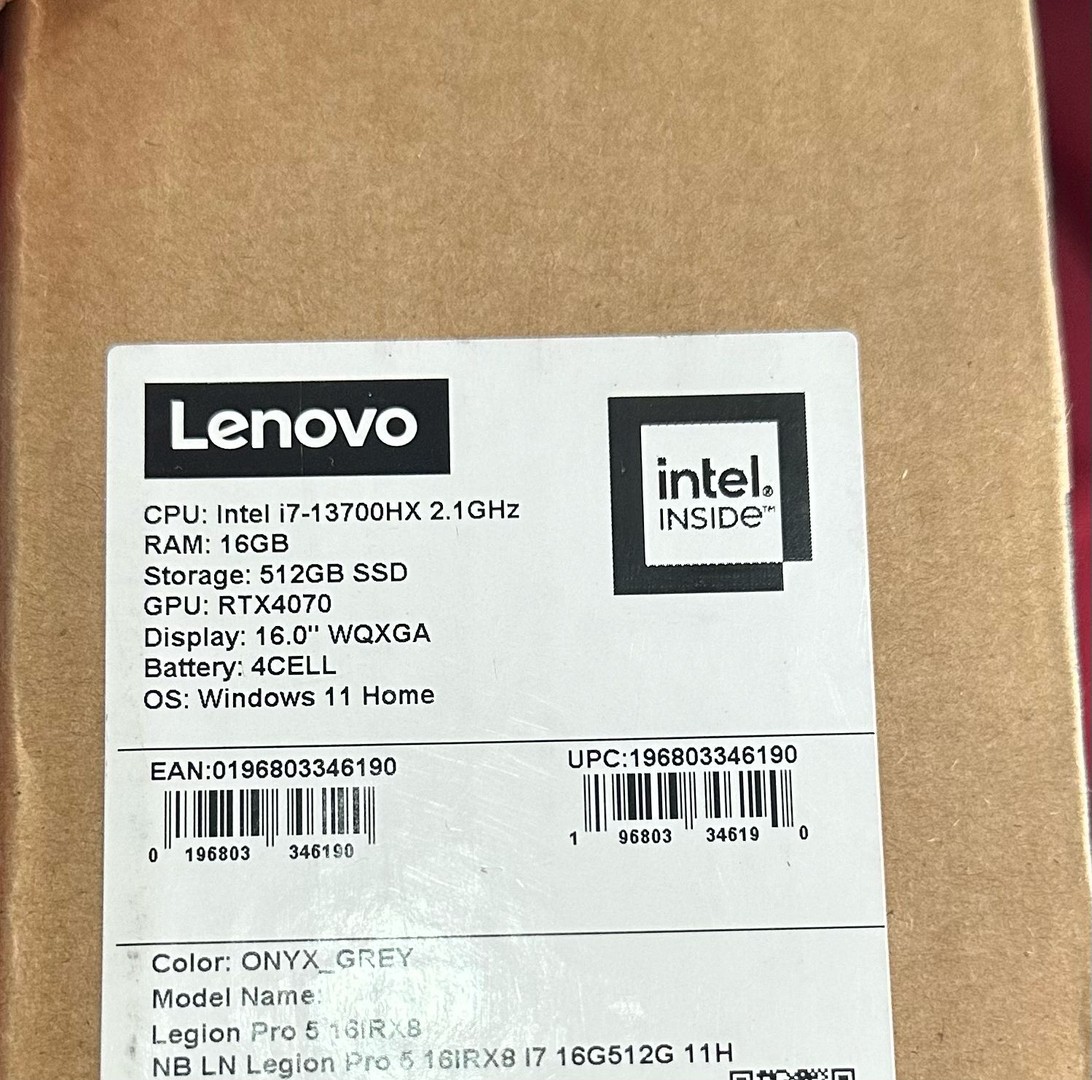 Lenovo
intel®
INSIDE™
CPU: Intel i7-13700HX 2.1GHz
RAM: 16GB
Storage: 512GB SSD
GPU: RTX4070
Display: 16.0" WQXGA
Battery: 4CELL
OS: Windows 11 Home
EAN:0196803346190
0 196803 346190
UPC:196803346190
1 96803 34619 0
Color: ONYX_GREY
Model Name:
Legion Pro 5 16IRX8
NB LN Legion Pro 5 16IRX8 I7 16G512G 11H